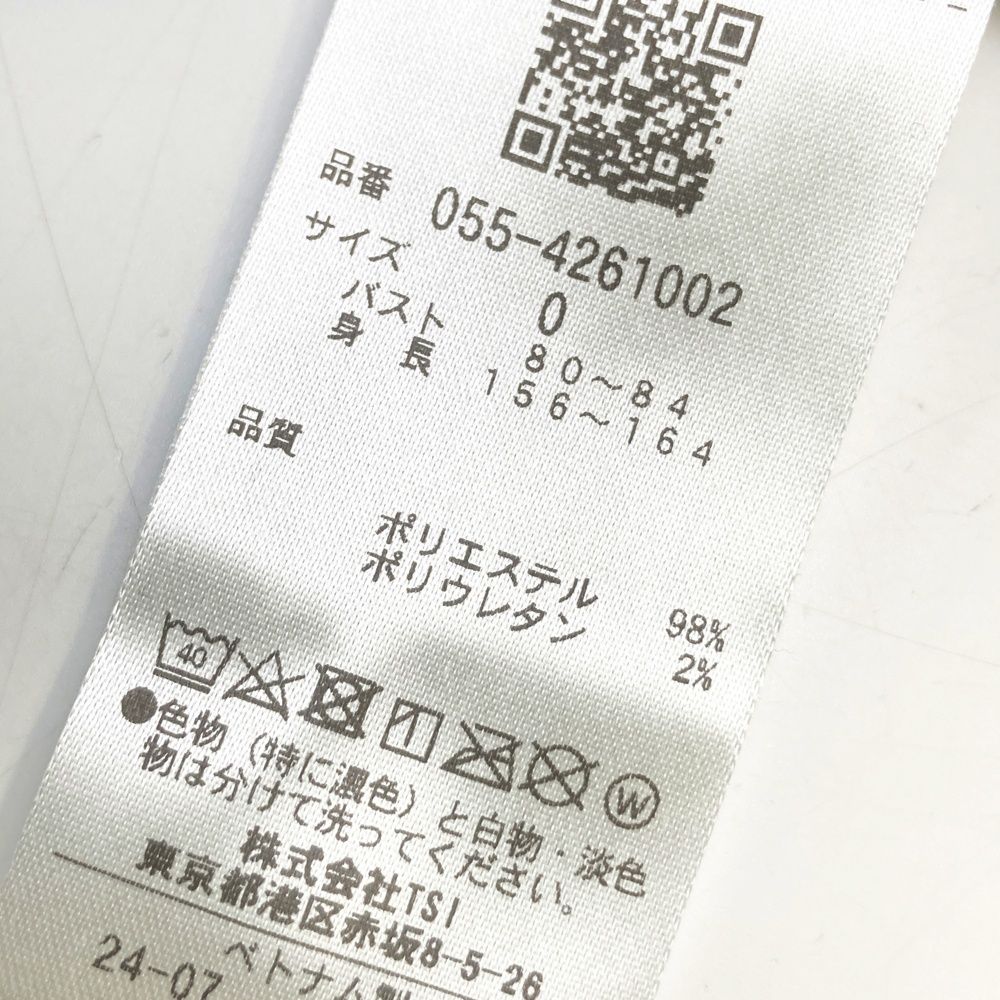 品番 055-4261002
サイズ 0
バスト 80～84
身長 156～164
品質
ポリエステル 98%
ポリウレタン 2%
40
W
●色物（特に濃色）と白物・淡色
物は分けて洗ってください。
株式会社TSI
東京都港区赤坂8-5-26
ベトナム製
24-07